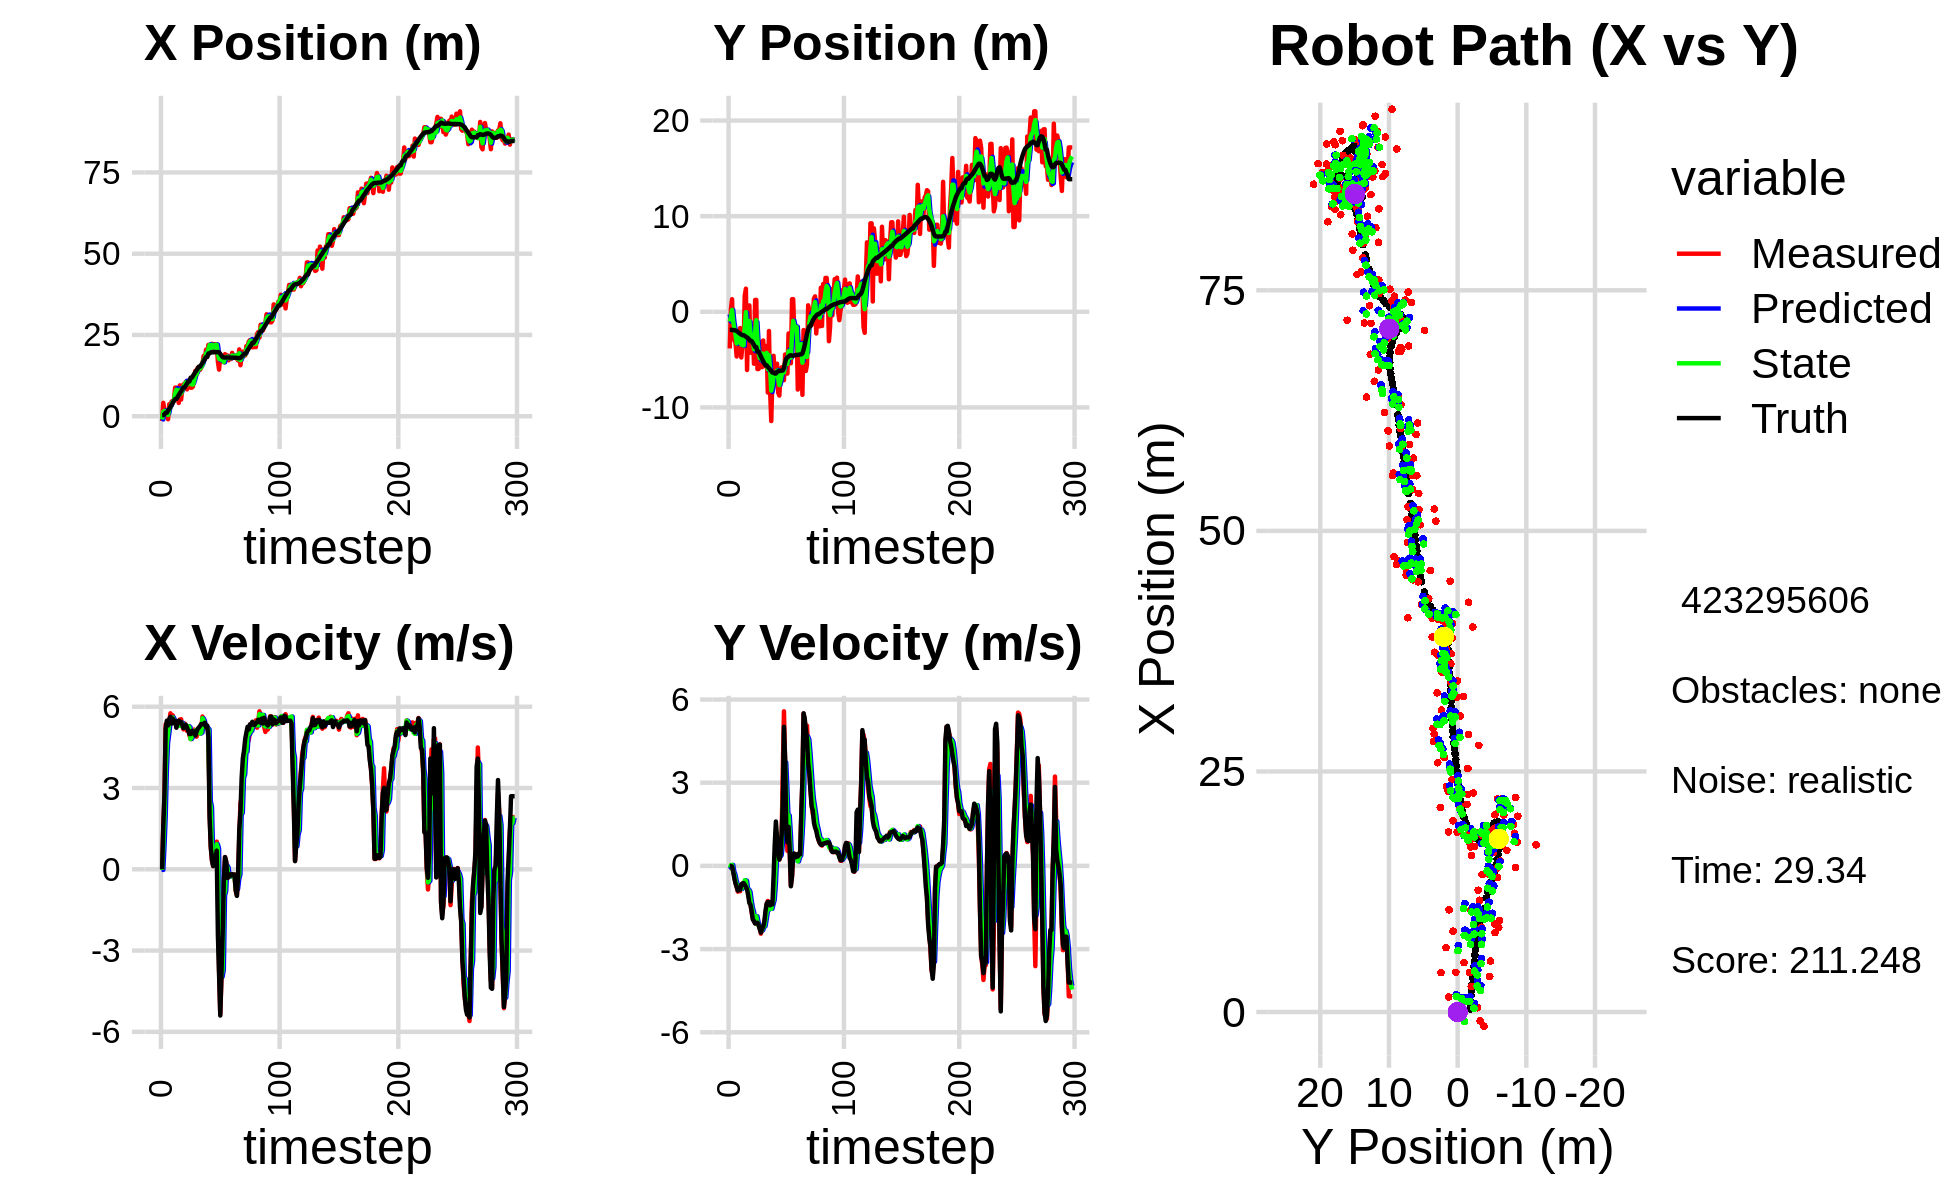 X Position (m)
75
50
25
0
0
100
200
300
timestep
Y Position (m)
20
10
0
-10
0
100
200
300
timestep
X Velocity (m/s)
6
3
0
-3
-6
0
100
200
300
timestep
Y Velocity (m/s)
6
3
0
-3
-6
0
100
200
300
timestep
Robot Path (X vs Y)
X Position (m)
75
50
25
0
20 10 0 -10 -20
Y Position (m)
variable
Measured
Predicted
State
Truth
423295606
Obstacles: none
Noise: realistic
Time: 29.34
Score: 211.248